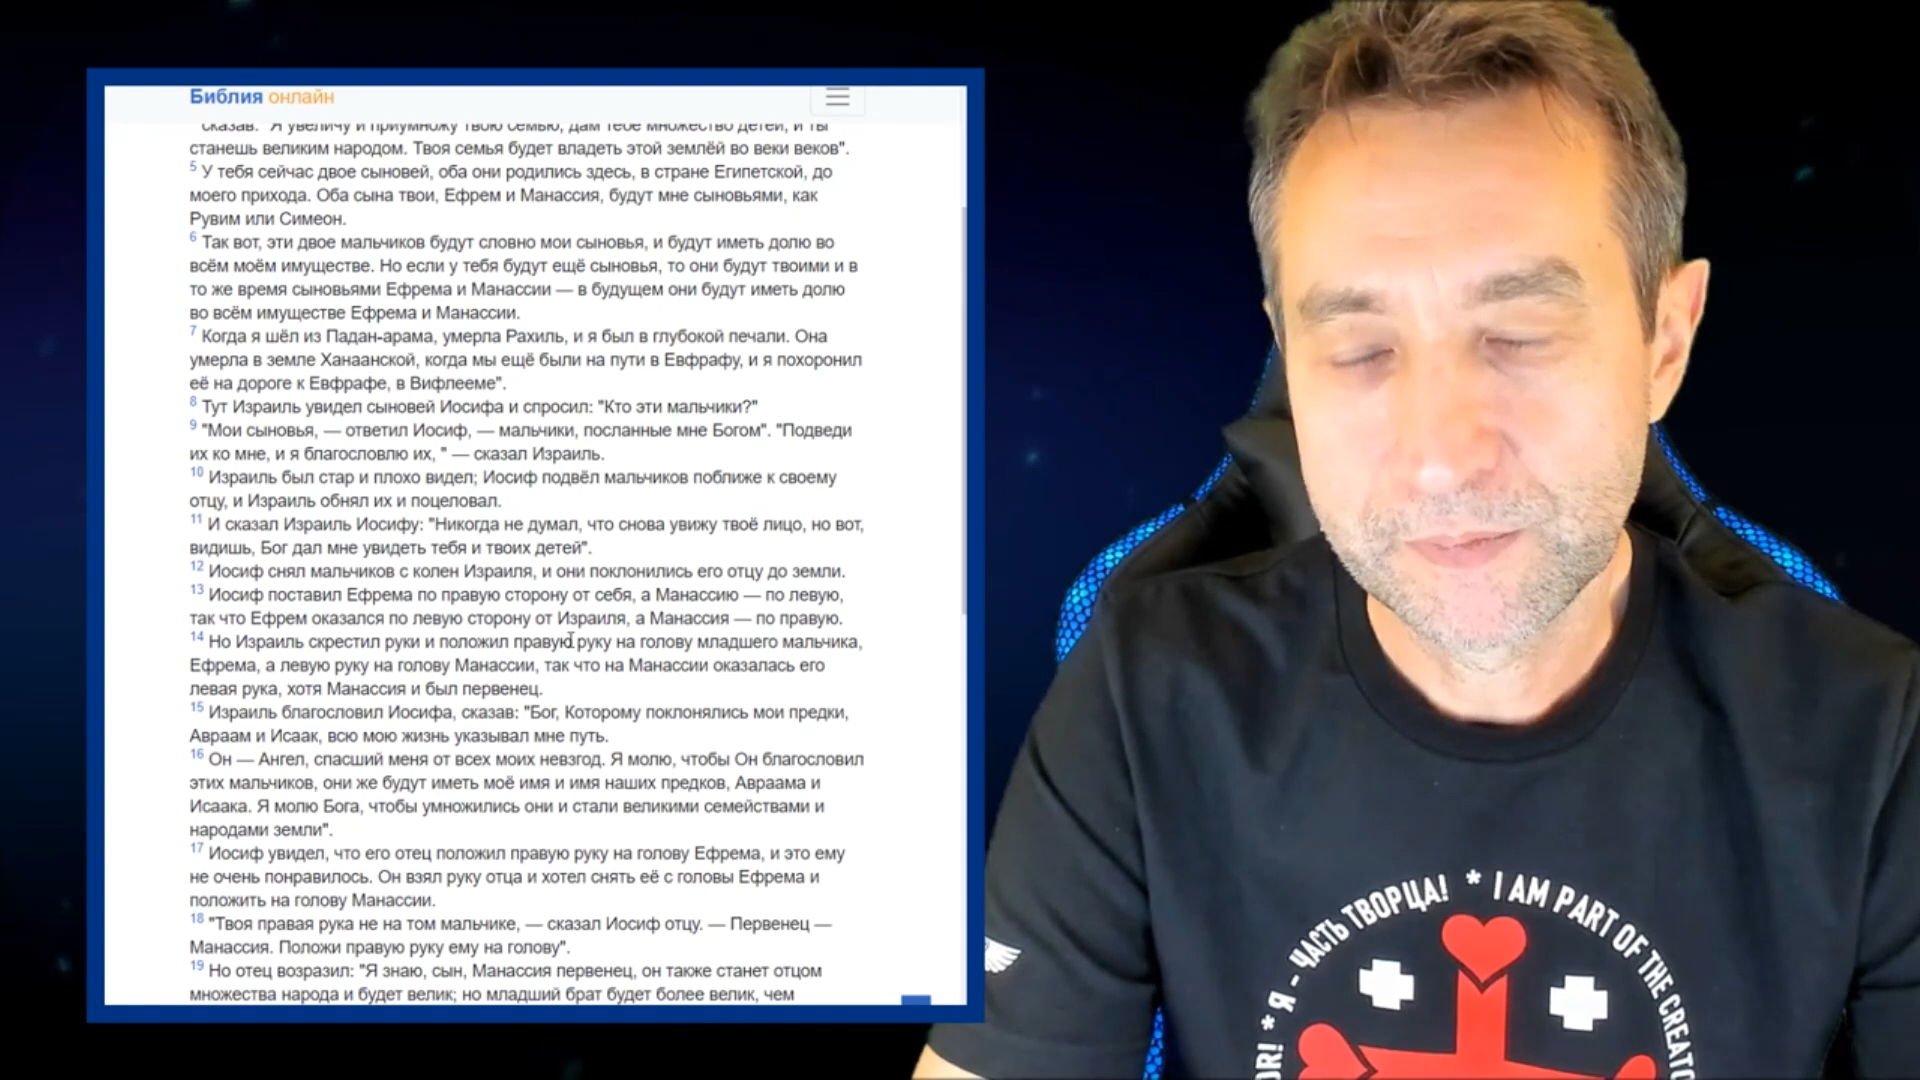 Библия онлайн
сказав: "Я увеличу и приумножу твою семью, дам тебе множество детей, и ты
станешь великим народом. Твоя семья будет владеть этой землёй во веки веков".
5 У тебя сейчас двое сыновей, оба они родились здесь, в стране Египетской, до
моего прихода. Оба сына твои, Ефрем и Манассия, будут мне сыновьями, как
Рувим или Симеон.
6 Так вот, эти двое мальчиков будут словно мои сыновья, и будут иметь долю во
всём моём имуществе. Но если у тебя будут ещё сыновья, то они будут твоими и в
то же время сыновьями Ефрема и Манассии — в будущем они будут иметь долю
во всём имуществе Ефрема и Манассии.
7 Когда я шёл из Падан-арама, умерла Рахиль, и я был в глубокой печали. Она
умерла в земле Ханаанской, когда мы ещё были на пути в Евфрафу, и я похоронил
её на дороге к Евфрафе, в Вифлееме".
8 Тут Израиль увидел сыновей Иосифа и спросил: "Кто эти мальчики?"
9 "Мои сыновья, — ответил Иосиф, — мальчики, посланные мне Богом". "Подведи
их ко мне, и я благословлю их, " — сказал Израиль.
10 Израиль был стар и плохо видел; Иосиф подвёл мальчиков поближе к своему
отцу, и Израиль обнял их и поцеловал.
11 И сказал Израиль Иосифу: "Никогда не думал, что снова увижу твоё лицо, но вот,
видишь, Бог дал мне увидеть тебя и твоих детей".
12 Иосиф снял мальчиков с колен Израиля, и они поклонились его отцу до земли.
13 Иосиф поставил Ефрема по правую сторону от себя, а Манассию — по левую,
так что Ефрем оказался по левую сторону от Израиля, а Манассия — по правую.
14 Но Израиль скрестил руки и положил правую руку на голову младшего мальчика,
Ефрема, а левую руку на голову Манассии, так что на Манассии оказалась его
левая рука, хотя Манассия и был первенец.
15 Израиль благословил Иосифа, сказав: "Бог, Которому поклонялись мои предки,
Авраам и Исаак, всю мою жизнь указывал мне путь.
16 Он — Ангел, спасший меня от всех моих невзгод. Я молю, чтобы Он благословил
этих мальчиков, они же будут иметь моё имя и имя наших предков, Авраама и
Исаака. Я молю Бога, чтобы умножились они и стали великими семействами и
народами земли".
17 Иосиф увидел, что его отец положил правую руку на голову Ефрема, и это ему
не очень понравилось. Он взял руку отца и хотел снять её с головы Ефрема и
положить на голову Манассии.
18 "Твоя правая рука не на том мальчике, — сказал Иосиф отцу. — Первенец —
Манассия. Положи правую руку ему на голову".
19 Но отец возразил: "Я знаю, сын, Манассия первенец, он также станет отцом
множества народа и будет велик; но младший брат будет более велик, чем
OR! * Я - ЧАСТЬ ТВОРЦА! * I AM PART OF THE CREATO